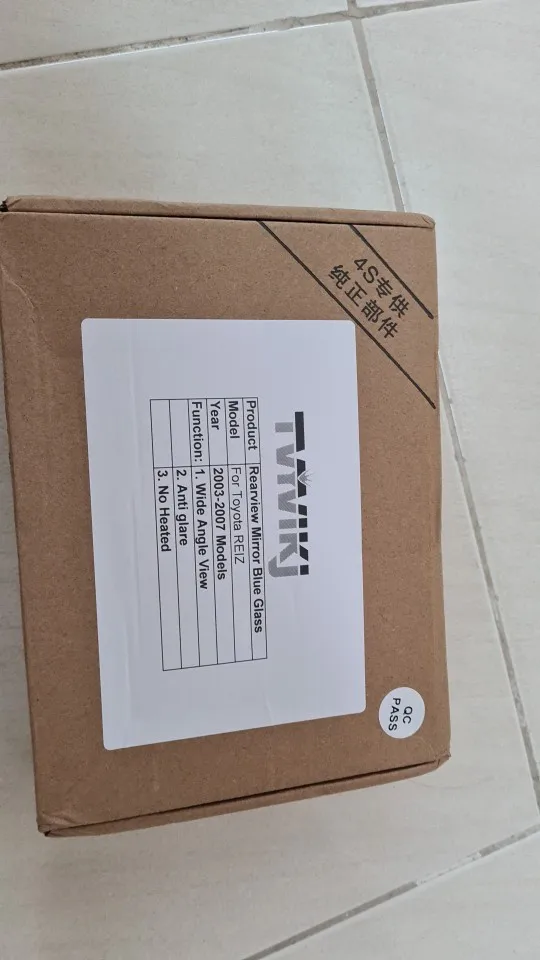 4S专供
纯正部件
TVYVIKJ
Product Rearview Mirror Blue Glass
Model For Toyota REIZ
Year 2003-2007 Models
Function: 1. Wide Angle View
2. Anti glare
3. No Heated
QC
PASS